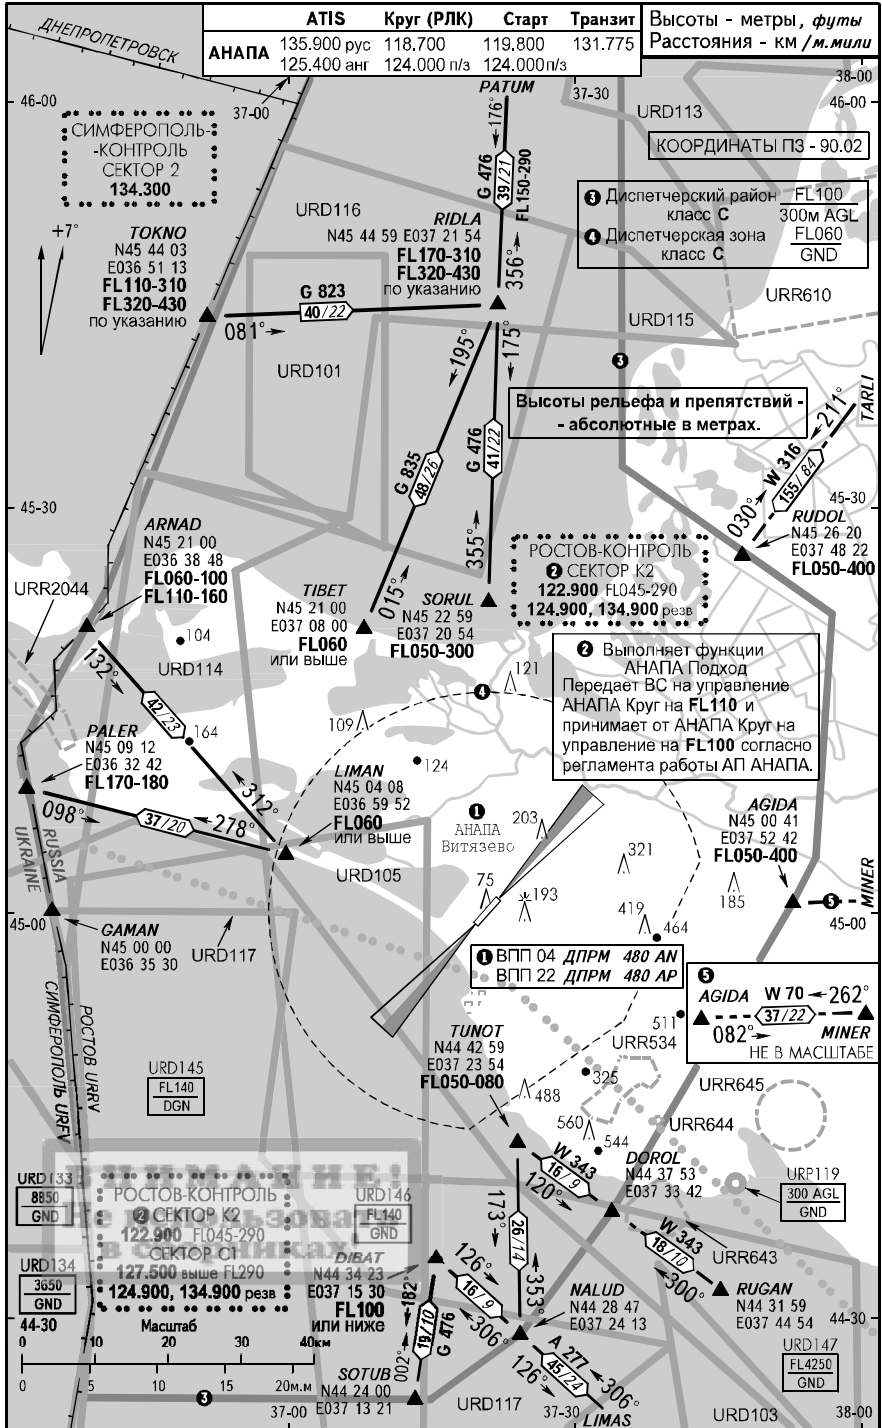 ДНЕПРОПЕТРОВСК
ATIS Круг (РЛК) Старт Транзит
АНАПА
135.900 рус 118.700 119.800 131.775
125.400 анг 124.000 п/з 124.000 п/з
Высоты - метры, футы
Расстояния - км / м.мили
38-00
46-00
37-00
37-30
46-00
PATUM
URD113
КООРДИНАТЫ ПЗ - 90.02
СИМФЕРОПОЛЬ-
-КОНТРОЛЬ
СЕКТОР 2
134.300
176°
G 476
39/21
FL150-290
356°
❸ Диспетчерский район FL100
класс С 300м AGL
❹ Диспетчерская зона FL060
класс С GND
+7°
URD116
TOKNO
N45 44 03
E036 51 13
FL110-310
FL320-430
по указанию
RIDLA
N45 44 59 E037 21 54
FL170-310
FL320-430
по указанию
URR610
G 823
40/22
081°
URD115
URD101
195°
175°
❸
Высоты рельефа и препятствий -
- абсолютные в метрах.
211°
TARLI
W 316
155/84
030°
G 835
48/26
G 476
41/22
45-30
45-30
RUDOL
N45 26 20
E037 48 22
FL050-400
ARNAD
N45 21 00
E036 38 48
FL060-100
FL110-160
РОСТОВ-КОНТРОЛЬ
❷ СЕКТОР К2
122.900 FL045-290
124.900, 134.900 резв
355°
015°
URR2044
TIBET
N45 21 00
E037 08 00
FL060
или выше
SORUL
N45 22 59
E037 20 54
FL050-300
104
URD114
132°
42/23
164
❷ Выполняет функции
АНАПА Подход
Передает ВС на управление
АНАПА Круг на FL110 и
принимает от АНАПА Круг на
управление на FL100 согласно
регламента работы АП АНАПА.
121
❹
109
124
PALER
N45 09 12
E036 32 42
FL170-180
LIMAN
N45 04 08
E036 59 52
FL060
или выше
312°
098°
37/20
278°
❶
АНАПА
Витязево
203
AGIDA
N45 00 41
E037 52 42
FL050-400
RUSSIA
UKRAINE
URD105
321
75
193
185
❺
MINER
419
464
45-00
45-00
GAMAN
N45 00 00
E036 35 30
URD117
❶ ВПП 04 ДПРМ 480 AN
ВПП 22 ДПРМ 480 AP
❺
AGIDA W 70 262°
37/22
082° MINER
НЕ В МАСШТАБЕ
511
СИМФЕРОПОЛЬ URFV
РОСТОВ URRV
TUNOT
N44 42 59
E037 23 54
FL050-080
URR534
URD145
FL140
DGN
325
URR645
488
URR644
560
544
ВНИМАНИЕ!
Не использова
в с рниках
W 343
16/9
120°
DOROL
N44 37 53
E037 33 42
URD133
8850
GND
РОСТОВ-КОНТРОЛЬ
❷ СЕКТОР К2
122.900 FL045-290
СЕКТОР С1
127.500 выше FL290
124.900, 134.900 резв
URD146
FL140
GND
URP119
300 AGL
GND
173°
26/14
353°
W 343
18/10
300°
URR643
URD134
3650
GND
DIBAT
N44 34 23
E037 15 30
FL100
или ниже
126°
16/9
306°
NALUD
N44 28 47
E037 24 13
RUGAN
N44 31 59
E037 44 54
44-30
44-30
Масштаб
0 10 20 30 40км
0 5 10 15 20м.м
182°
19/10
G 476
002°
URD147
FL4250
GND
A 277
45/24
126°
306°
SOTUB
N44 24 00
E037 13 21
❸
URD117
LIMAS
URD103
37-00
37-30
38-00